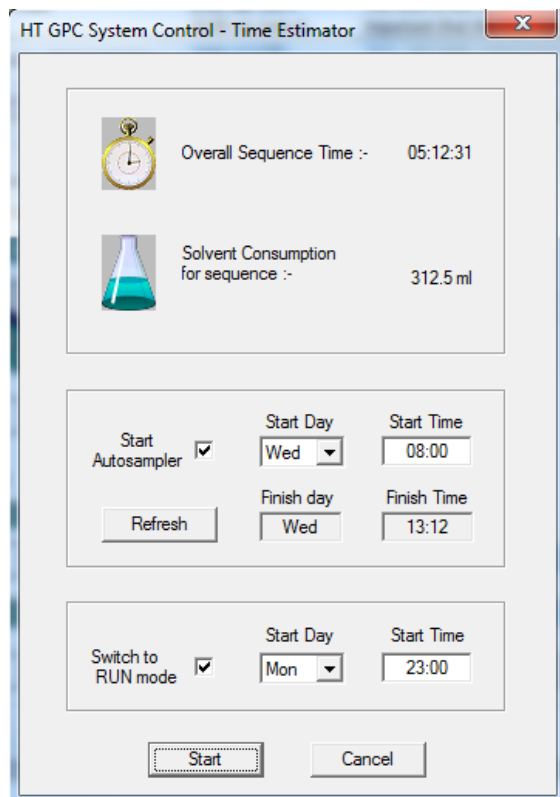 HT GPC System Control - Time Estimator
Overall Sequence Time :- 05:12:31
Solvent Consumption
for sequence :- 312.5 ml
Start Day Start Time
Start
Autosampler Wed 08:00
Finish day Finish Time
Refresh Wed 13:12
Start Day Start Time
Switch to
RUN mode Mon 23:00
Start Cancel